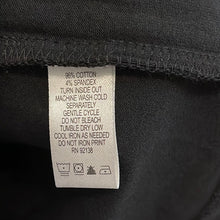 96% COTTON
4% SPANDEX
TURN INSIDE OUT
MACHINE WASH COLD
SEPARATELY
GENTLE CYCLE
DO NOT BLEACH
TUMBLE DRY LOW
COOL IRON AS NEEDED
DO NOT IRON PRINT
RN 92138